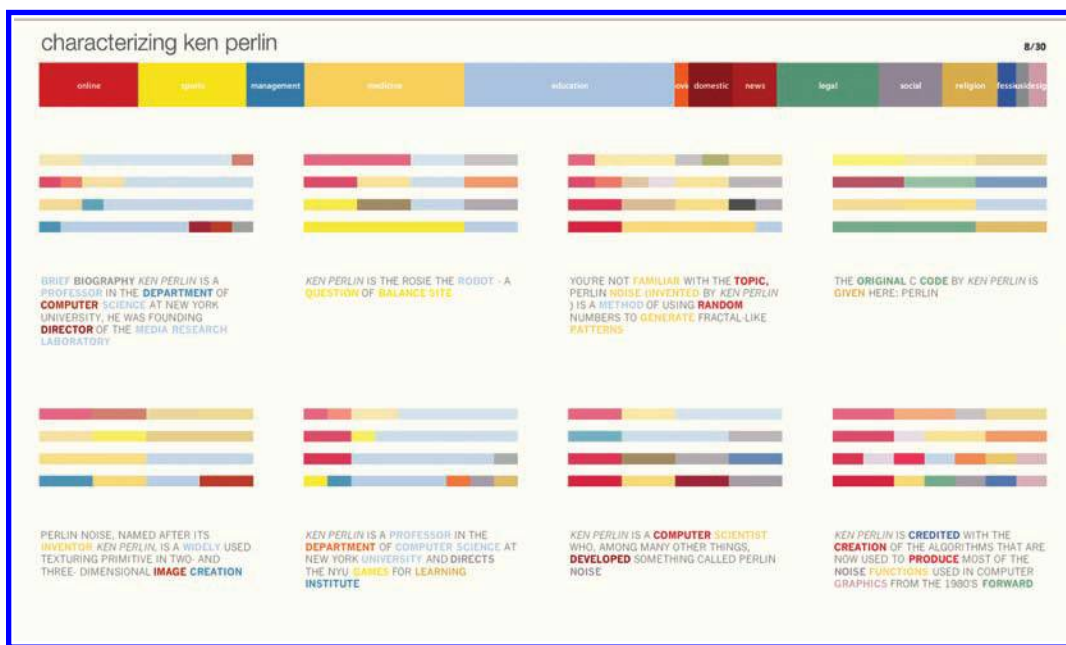 characterizing ken perlin
8/30
online sports management medicine education domestic news legal social religion
BRIEF BIOGRAPHY KEN PERLIN IS A
PROFESSOR IN THE DEPARTMENT OF
COMPUTER SCIENCE AT NEW YORK
UNIVERSITY, HE WAS FOUNDING
DIRECTOR OF THE MEDIA RESEARCH
LABORATORY
KEN PERLIN IS THE ROSIE THE ROBOT - A
QUESTION OF BALANCE SITE
YOU'RE NOT FAMILIAR WITH THE TOPIC,
PERLIN NOISE (INVENTED BY KEN PERLIN
) IS A METHOD OF USING RANDOM
NUMBERS TO GENERATE FRACTAL-LIKE
PATTERNS
THE ORIGINAL C CODE BY KEN PERLIN IS
GIVEN HERE: PERLIN
PERLIN NOISE, NAMED AFTER ITS
INVENTOR KEN PERLIN, IS A WIDELY USED
TEXTURING PRIMITIVE IN TWO- AND
THREE- DIMENSIONAL IMAGE CREATION
KEN PERLIN IS A PROFESSOR IN THE
DEPARTMENT OF COMPUTER SCIENCE AT
NEW YORK UNIVERSITY AND DIRECTS
THE NYU GAMES FOR LEARNING
INSTITUTE
KEN PERLIN IS A COMPUTER SCIENTIST
WHO, AMONG MANY OTHER THINGS,
DEVELOPED SOMETHING CALLED PERLIN
NOISE
KEN PERLIN IS CREDITED WITH THE
CREATION OF THE ALGORITHMS THAT ARE
NOW USED TO PRODUCE MOST OF THE
NOISE FUNCTIONS USED IN COMPUTER
GRAPHICS FROM THE 1980'S FORWARD